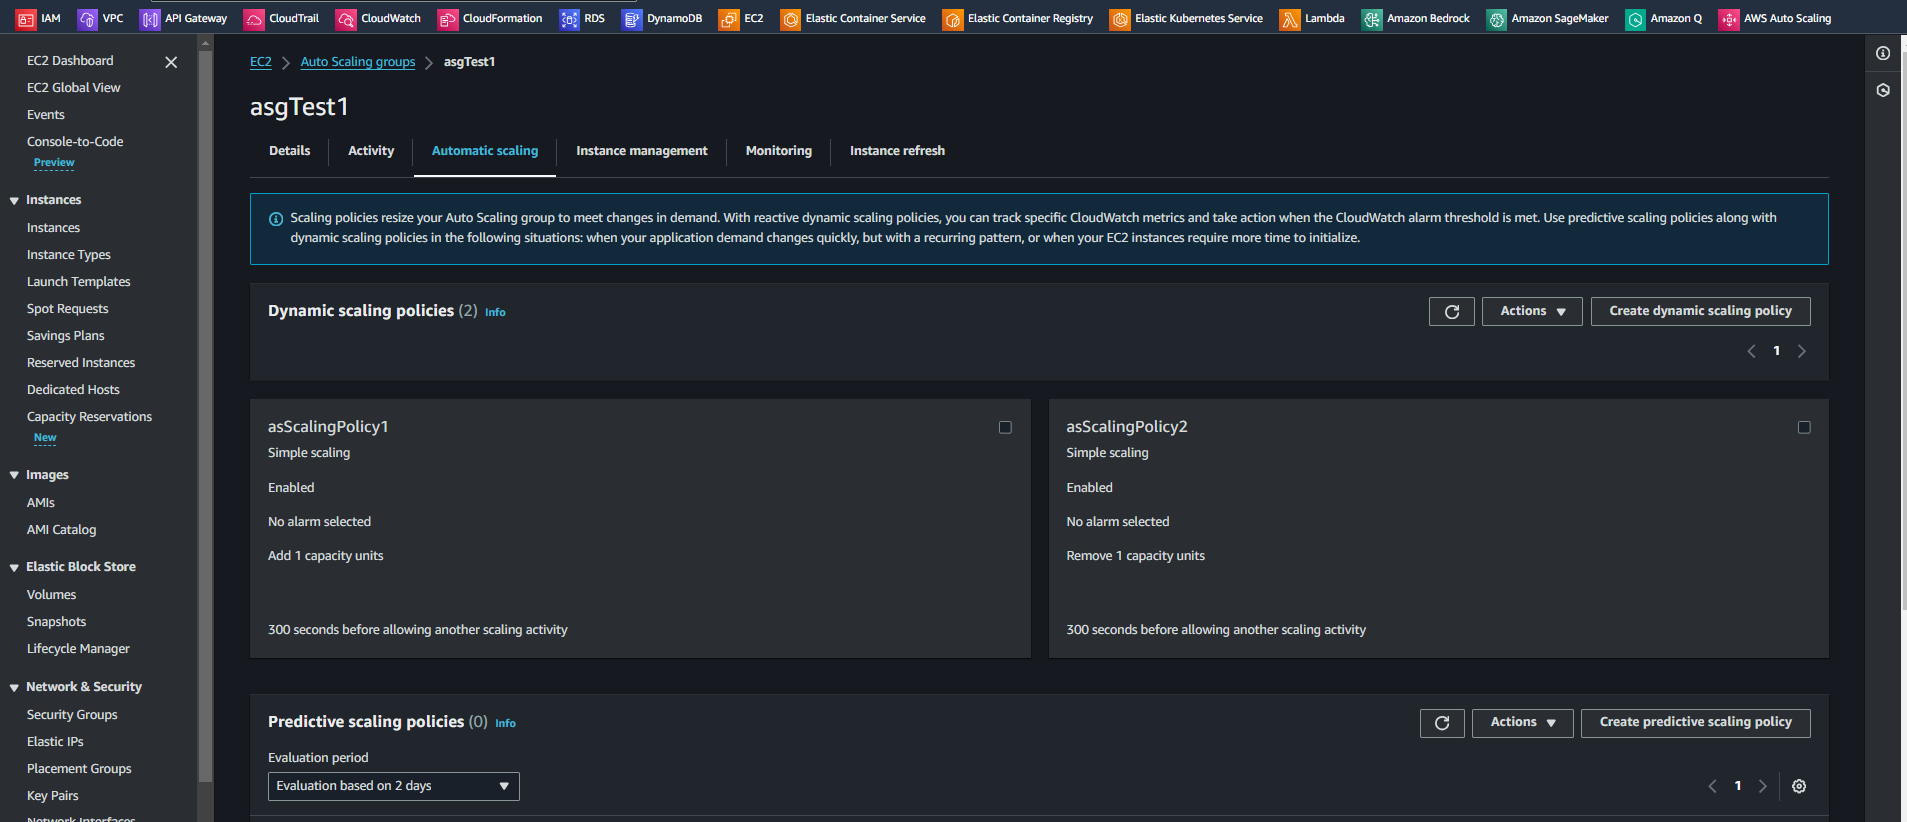 IAM VPC API Gateway CloudTrail CloudWatch CloudFormation RDS DynamoDB EC2 Elastic Container Service Elastic Container Registry Elastic Kubernetes Service Lambda Amazon Bedrock Amazon SageMaker Amazon Q AWS Auto Scaling
EC2 Dashboard
EC2 Global View
Events
Console-to-Code
Preview
Instances
Instances
Instance Types
Launch Templates
Spot Requests
Savings Plans
Reserved Instances
Dedicated Hosts
Capacity Reservations
New
Images
AMIs
AMI Catalog
Elastic Block Store
Volumes
Snapshots
Lifecycle Manager
Network & Security
Security Groups
Elastic IPs
Placement Groups
Key Pairs
Network Interfaces
EC2 Auto Scaling groups asgTest1
asgTest1
Details Activity Automatic scaling Instance management Monitoring Instance refresh
Scaling policies resize your Auto Scaling group to meet changes in demand. With reactive dynamic scaling policies, you can track specific CloudWatch metrics and take action when the CloudWatch alarm threshold is met. Use predictive scaling policies along with
dynamic scaling policies in the following situations: when your application demand changes quickly, but with a recurring pattern, or when your EC2 instances require more time to initialize.
Dynamic scaling policies (2) Info
Actions Create dynamic scaling policy
1
asScalingPolicy1
Simple scaling
Enabled
No alarm selected
Add 1 capacity units
300 seconds before allowing another scaling activity
asScalingPolicy2
Simple scaling
Enabled
No alarm selected
Remove 1 capacity units
300 seconds before allowing another scaling activity
Predictive scaling policies (0) Info
Actions Create predictive scaling policy
Evaluation period
Evaluation based on 2 days
1